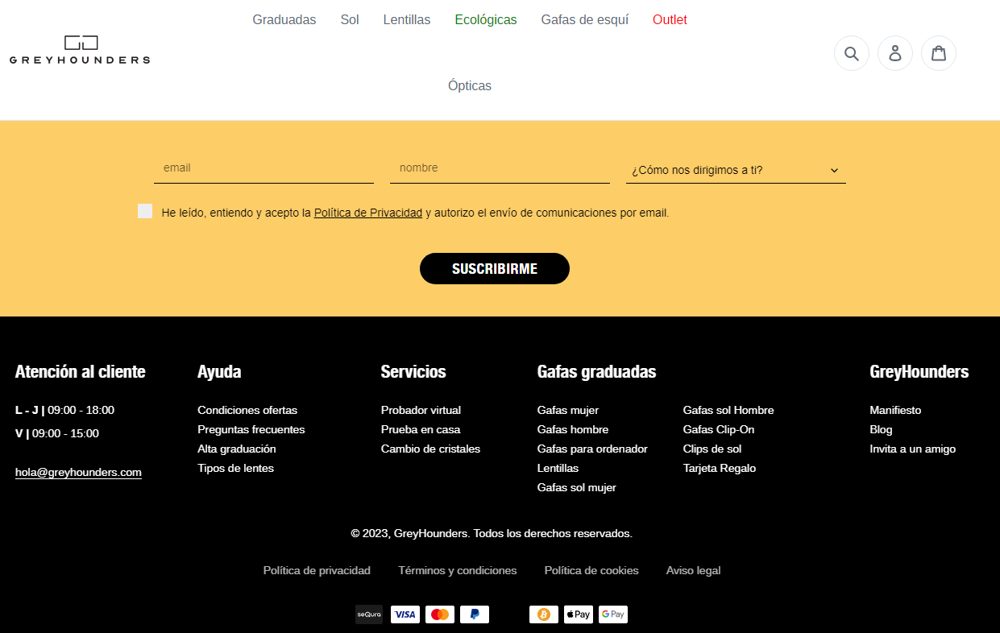 Graduadas Sol Lentillas Ecológicas Gafas de esquí Outlet
GREYHOUNDERS
Ópticas
email nombre ¿Cómo nos dirigimos a ti?
He leído, entiendo y acepto la Política de Privacidad y autorizo el envío de comunicaciones por email.
SUSCRIBIRME
Atención al cliente
L - J | 09:00 - 18:00
V | 09:00 - 15:00
hola@greyhounders.com
Ayuda
Condiciones ofertas
Preguntas frecuentes
Alta graduación
Tipos de lentes
Servicios
Probador virtual
Prueba en casa
Cambio de cristales
Gafas graduadas
Gafas mujer
Gafas hombre
Gafas para ordenador
Lentillas
Gafas sol mujer
Gafas sol Hombre
Gafas Clip-On
Clips de sol
Tarjeta Regalo
GreyHounders
Manifiesto
Blog
Invita a un amigo
© 2023, GreyHounders. Todos los derechos reservados.
Política de privacidad Términos y condiciones Política de cookies Aviso legal
seQura VISA Pay G Pay